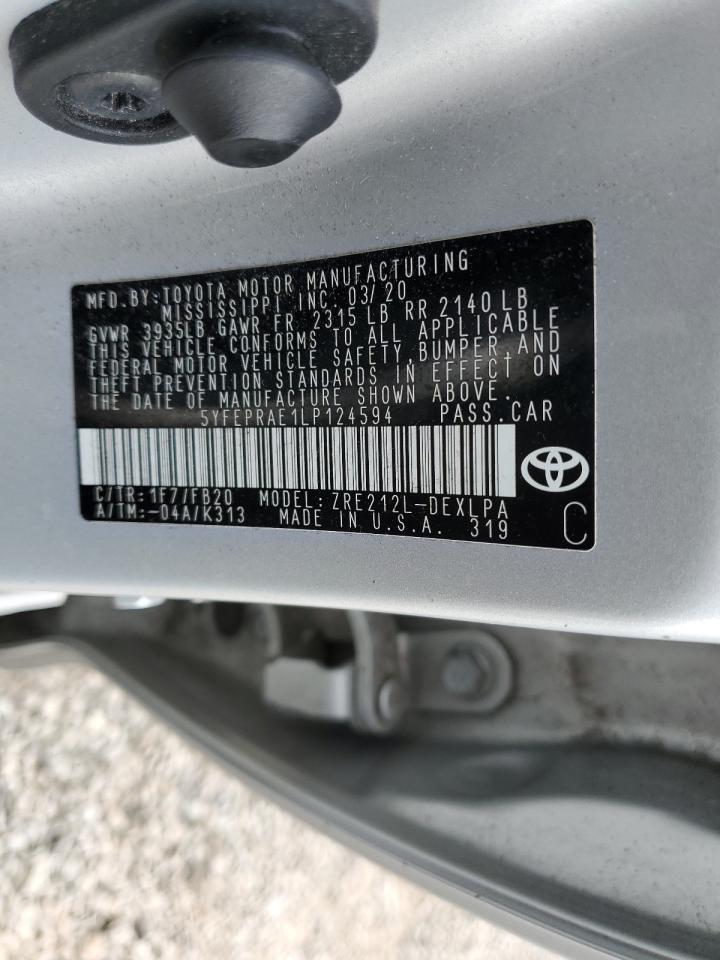 MFD. BY:TOYOTA MOTOR MANUFACTURING
MISSISSIPPI INC. 03/20
GVWR 3935LB GAWR FR 2315 LB RR 2140 LB
THIS VEHICLE CONFORMS TO ALL APPLICABLE
FEDERAL MOTOR VEHICLE SAFETY, BUMPER, AND
THEFT PREVENTION STANDARDS IN EFFECT ON
THE DATE OF MANUFACTURE SHOWN ABOVE.
5YFEPRAE1LP124594 PASS. CAR
C/TR: 1F7/FB20 MODEL: ZRE212L-DEXLPA
A/TM:-04A/K313 MADE IN U.S.A. 319 C